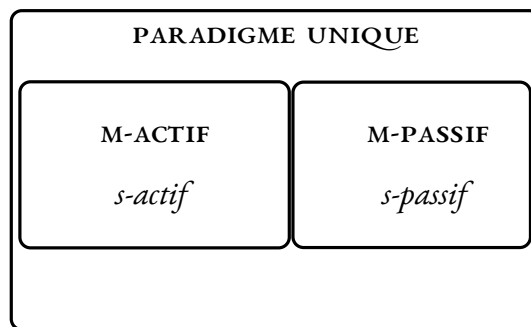 PARADIGME UNIQUE
M-ACTIF
M-PASSIF
s-actif
s-passif